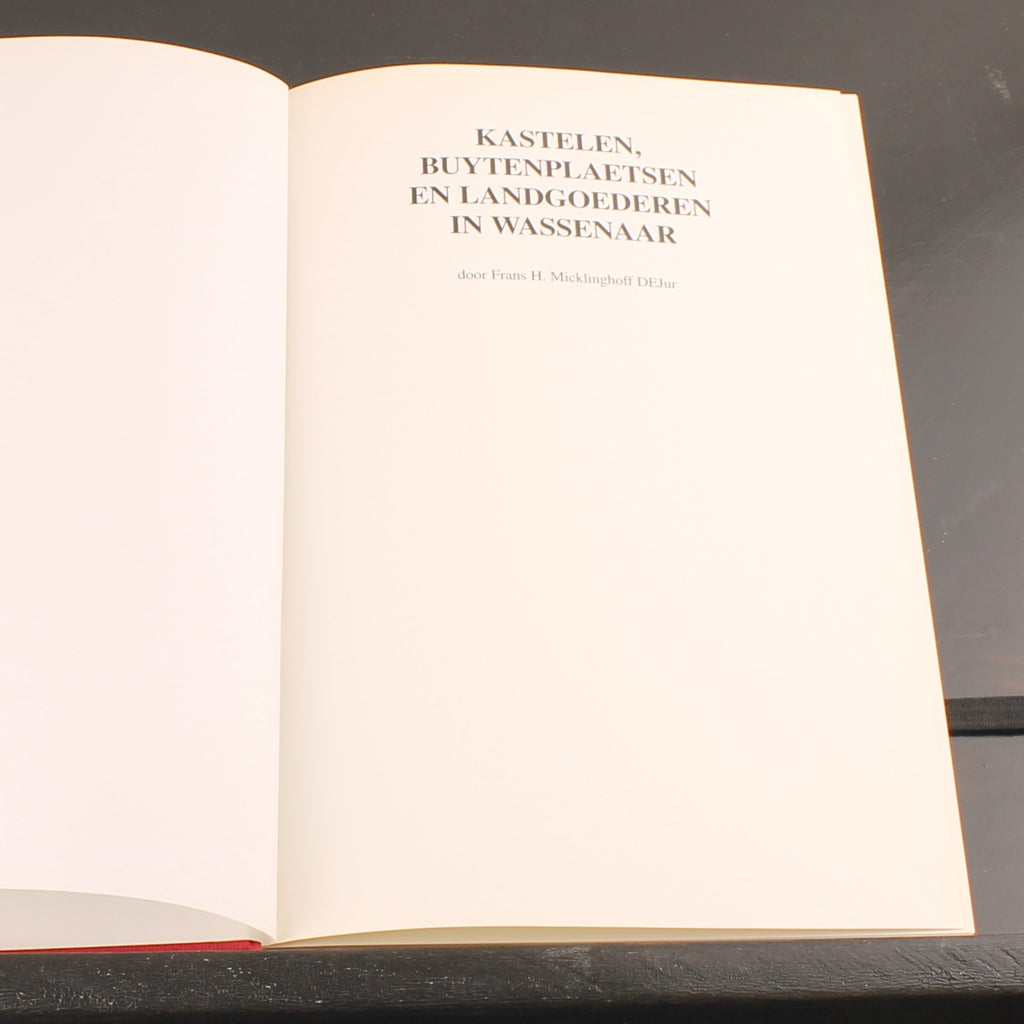 KASTELEN,
BUYTENPLAETSEN
EN LANDGOEDEREN
IN WASSENAAR
door Frans H. Micklinghoff DEJur